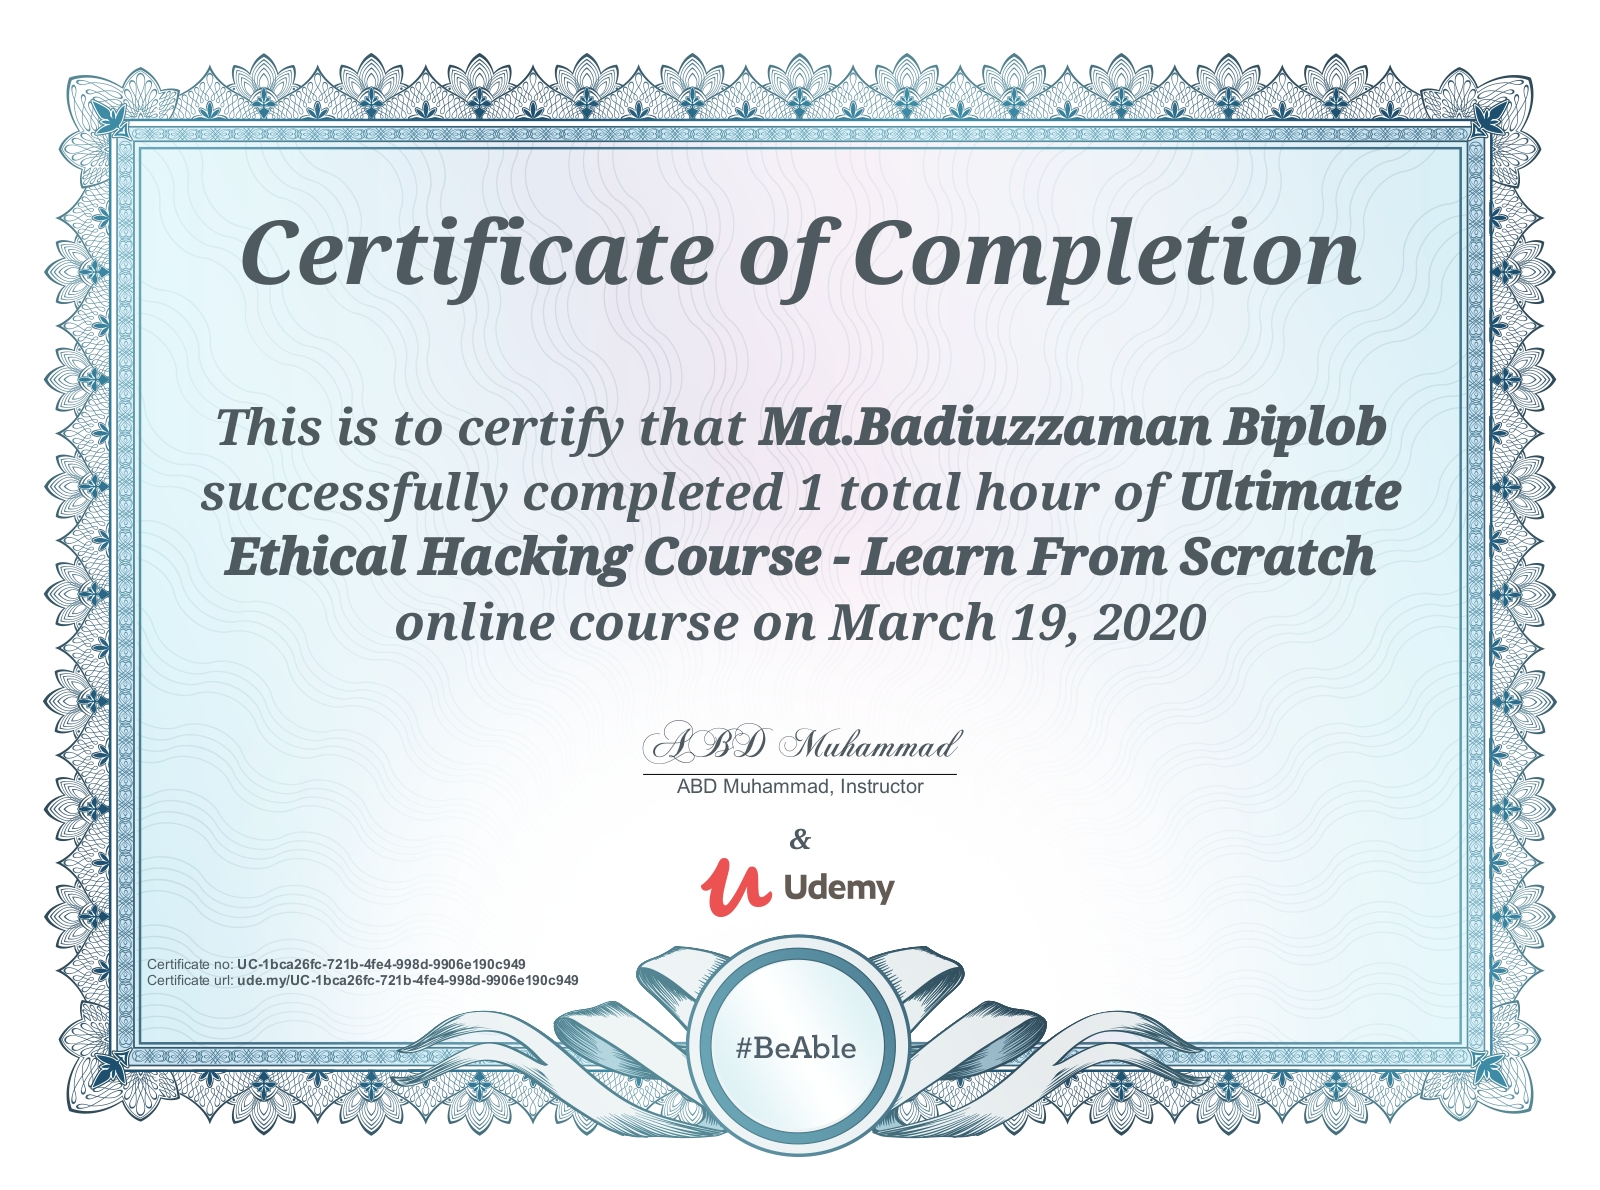 Certificate of Completion
This is to certify that Md.Badiuzzaman Biplob
successfully completed 1 total hour of Ultimate
Ethical Hacking Course - Learn From Scratch
online course on March 19, 2020
ABD Muhammad
ABD Muhammad, Instructor
&
Udemy
Certificate no: UC-1bca26fc-721b-4fe4-998d-9906e190c949
Certificate url: ude.my/UC-1bca26fc-721b-4fe4-998d-9906e190c949
#BeAble